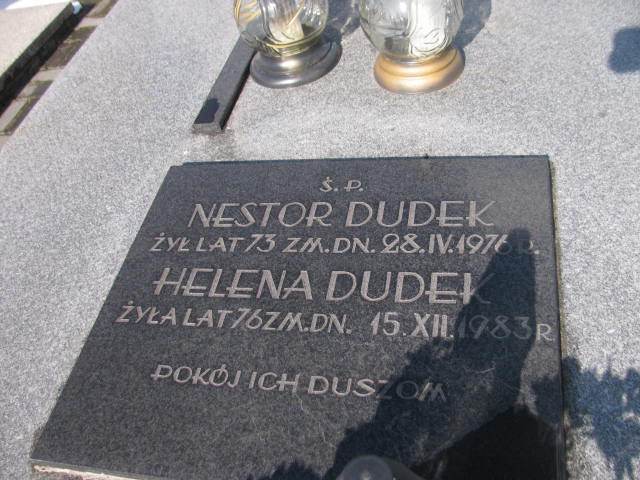 Ś.P.
NESTOR DUDEK
ŻYŁ LAT 73 ZM.DN. 28.IV.1976 R.
HELENA DUDEK
ŻYŁA LAT 76 ZM.DN. 15.XII.1983 R
POKÓJ ICH DUSZOM